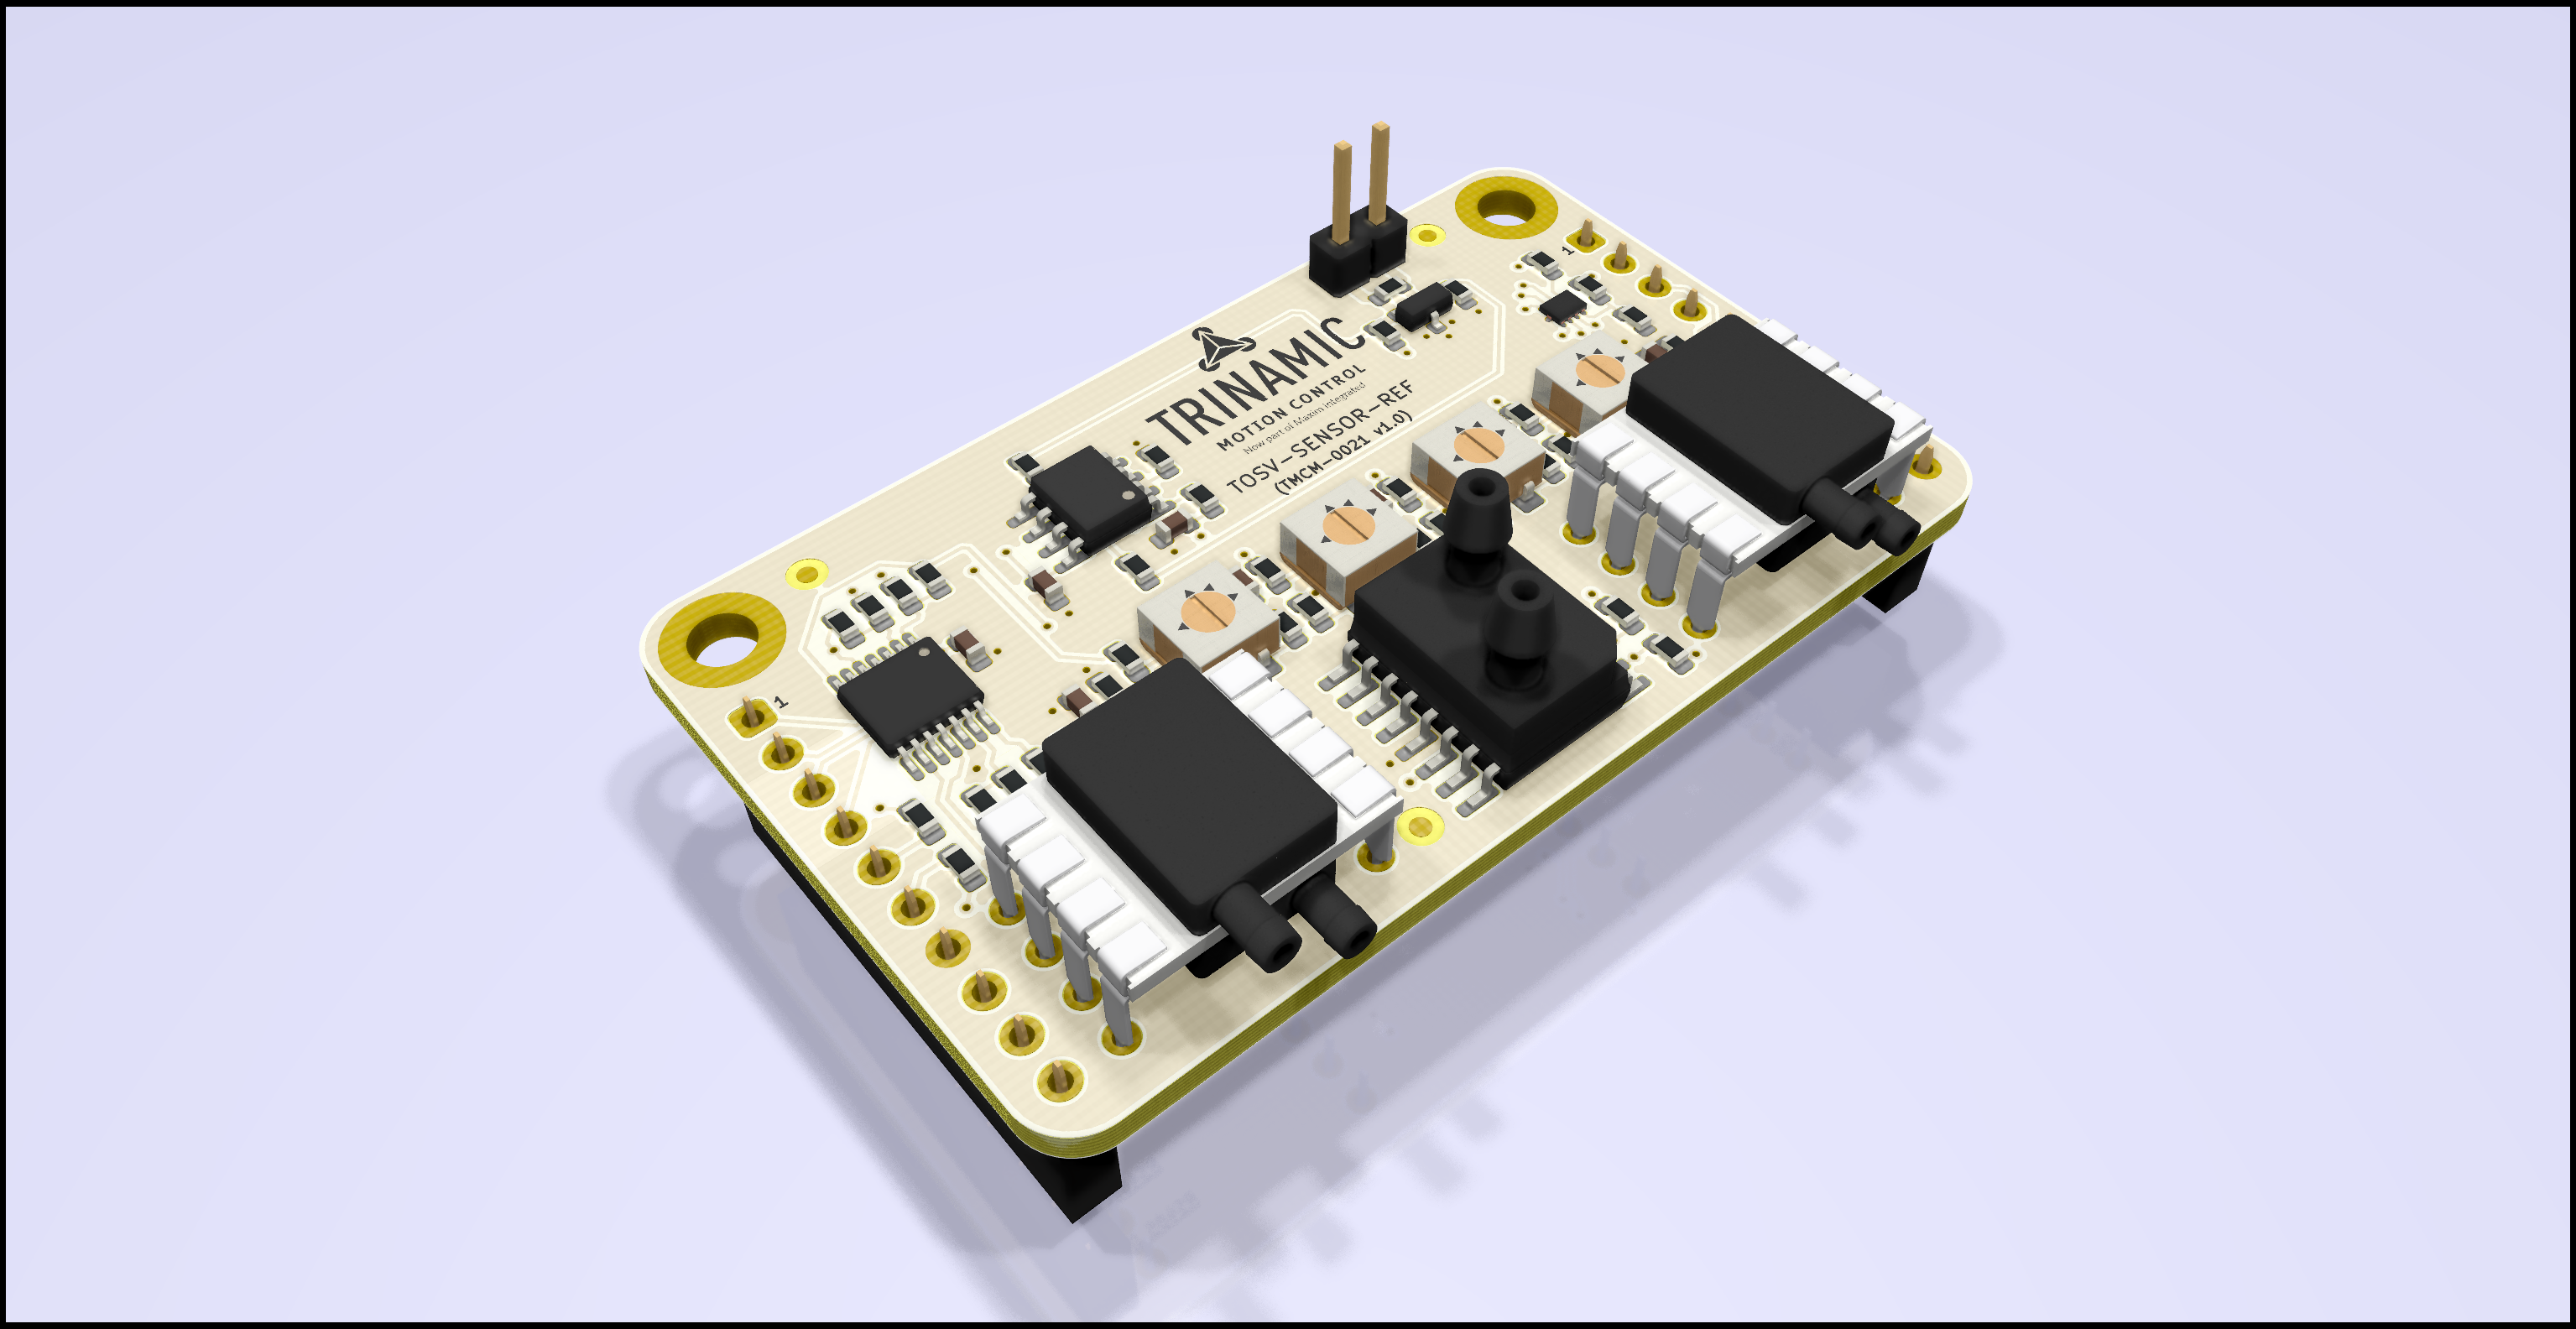 TRINAMIC
MOTION CONTROL
Now part of Maxim Integrated
TOSV-SENSOR-REF
(TMCM-0021 v1.0)
1
1